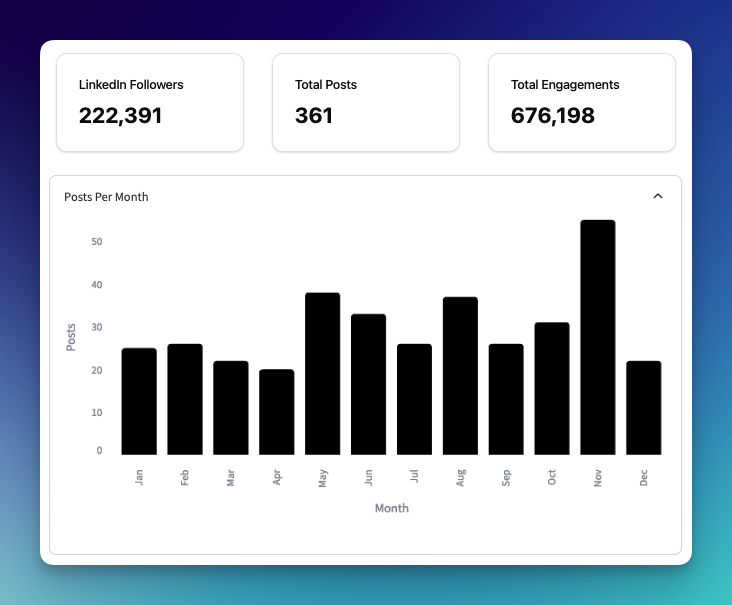 LinkedIn Followers
222,391
Total Posts
361
Total Engagements
676,198
Posts Per Month
50
40
30
20
10
0
Posts
Jan
Feb
Mar
Apr
May
Jun
Jul
Aug
Sep
Oct
Nov
Dec
Month